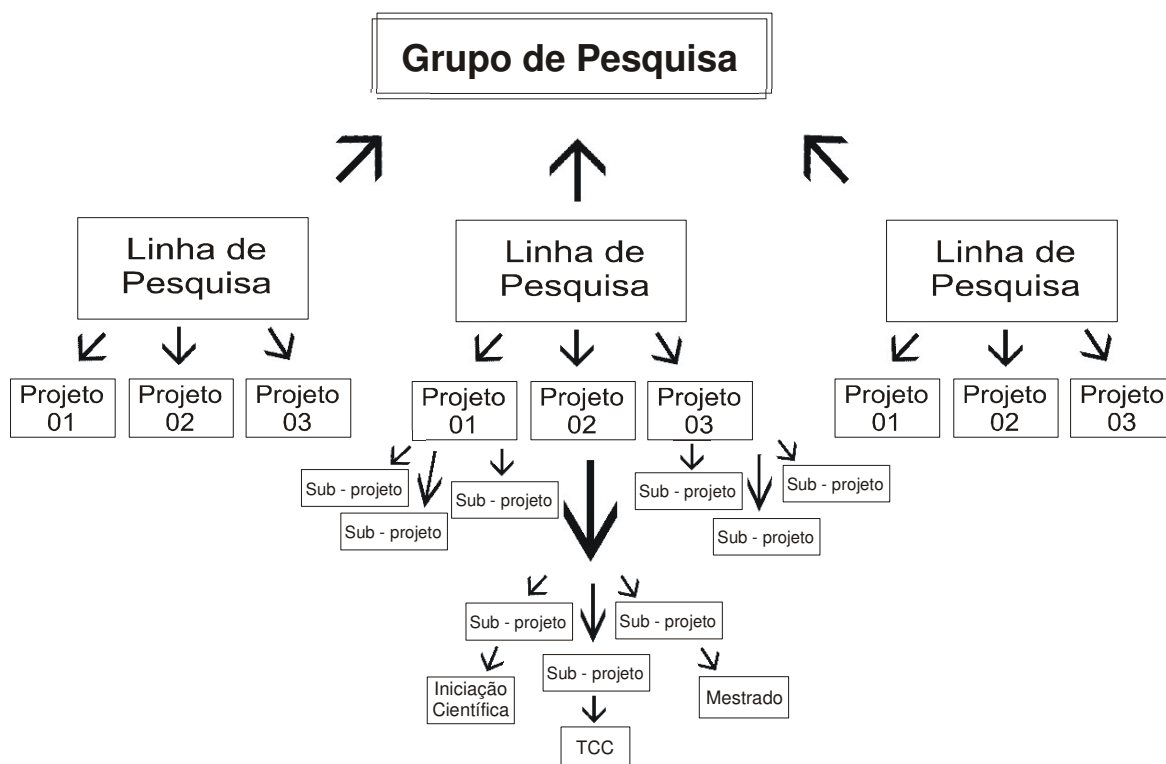 Grupo de Pesquisa
Linha de
Pesquisa
Linha de
Pesquisa
Linha de
Pesquisa
Projeto
01
Projeto
02
Projeto
03
Projeto
01
Projeto
02
Projeto
03
Projeto
01
Projeto
02
Projeto
03
Sub - projeto
Sub - projeto
Sub - projeto
Sub - projeto
Sub - projeto
Sub - projeto
Sub - projeto
Sub - projeto
Sub - projeto
Iniciação
Científica
Mestrado
TCC